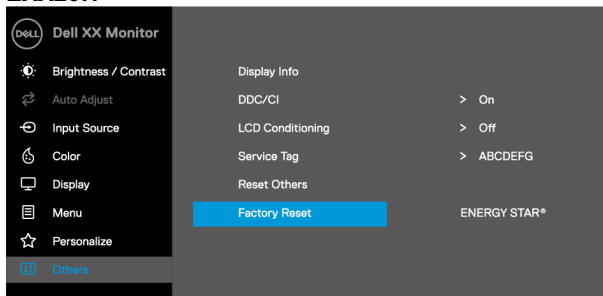 DELL Dell XX Monitor
Brightness / Contrast Display Info
Auto Adjust DDC/CI > On
Input Source LCD Conditioning > Off
Color Service Tag > ABCDEFG
Display Reset Others
Menu Factory Reset ENERGY STAR®
Personalize
Others